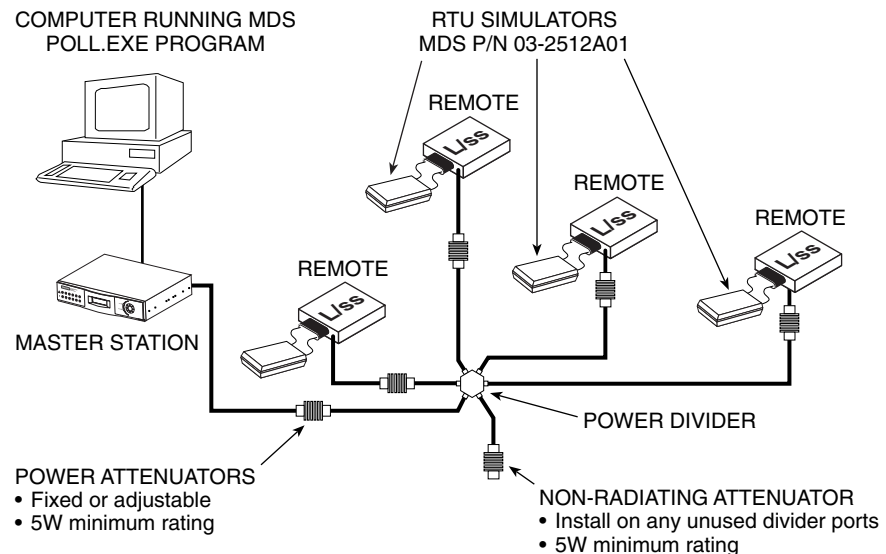 COMPUTER RUNNING MDS
POLL.EXE PROGRAM
RTU SIMULATORS
MDS P/N 03-2512A01
REMOTE
L/ss
REMOTE
L/ss
REMOTE
L/ss
REMOTE
L/ss
MASTER STATION
POWER DIVIDER
POWER ATTENUATORS
• Fixed or adjustable
• 5W minimum rating
NON-RADIATING ATTENUATOR
• Install on any unused divider ports
• 5W minimum rating